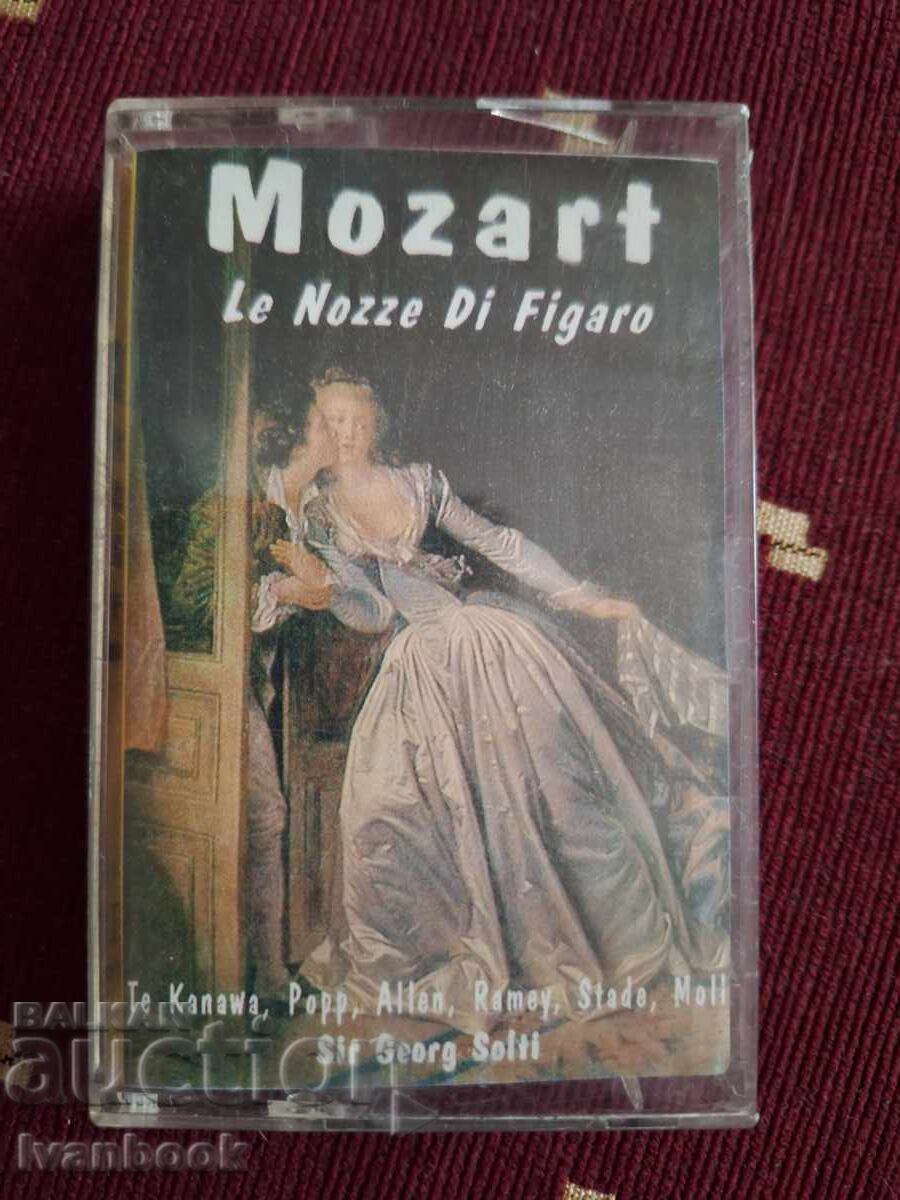 Mozart
Le Nozze Di Figaro
Te Kanawa, Popp, Allen, Ramey, Stade, Moll
Sir Georg Solti
BALKAN
auction
Ivanbook